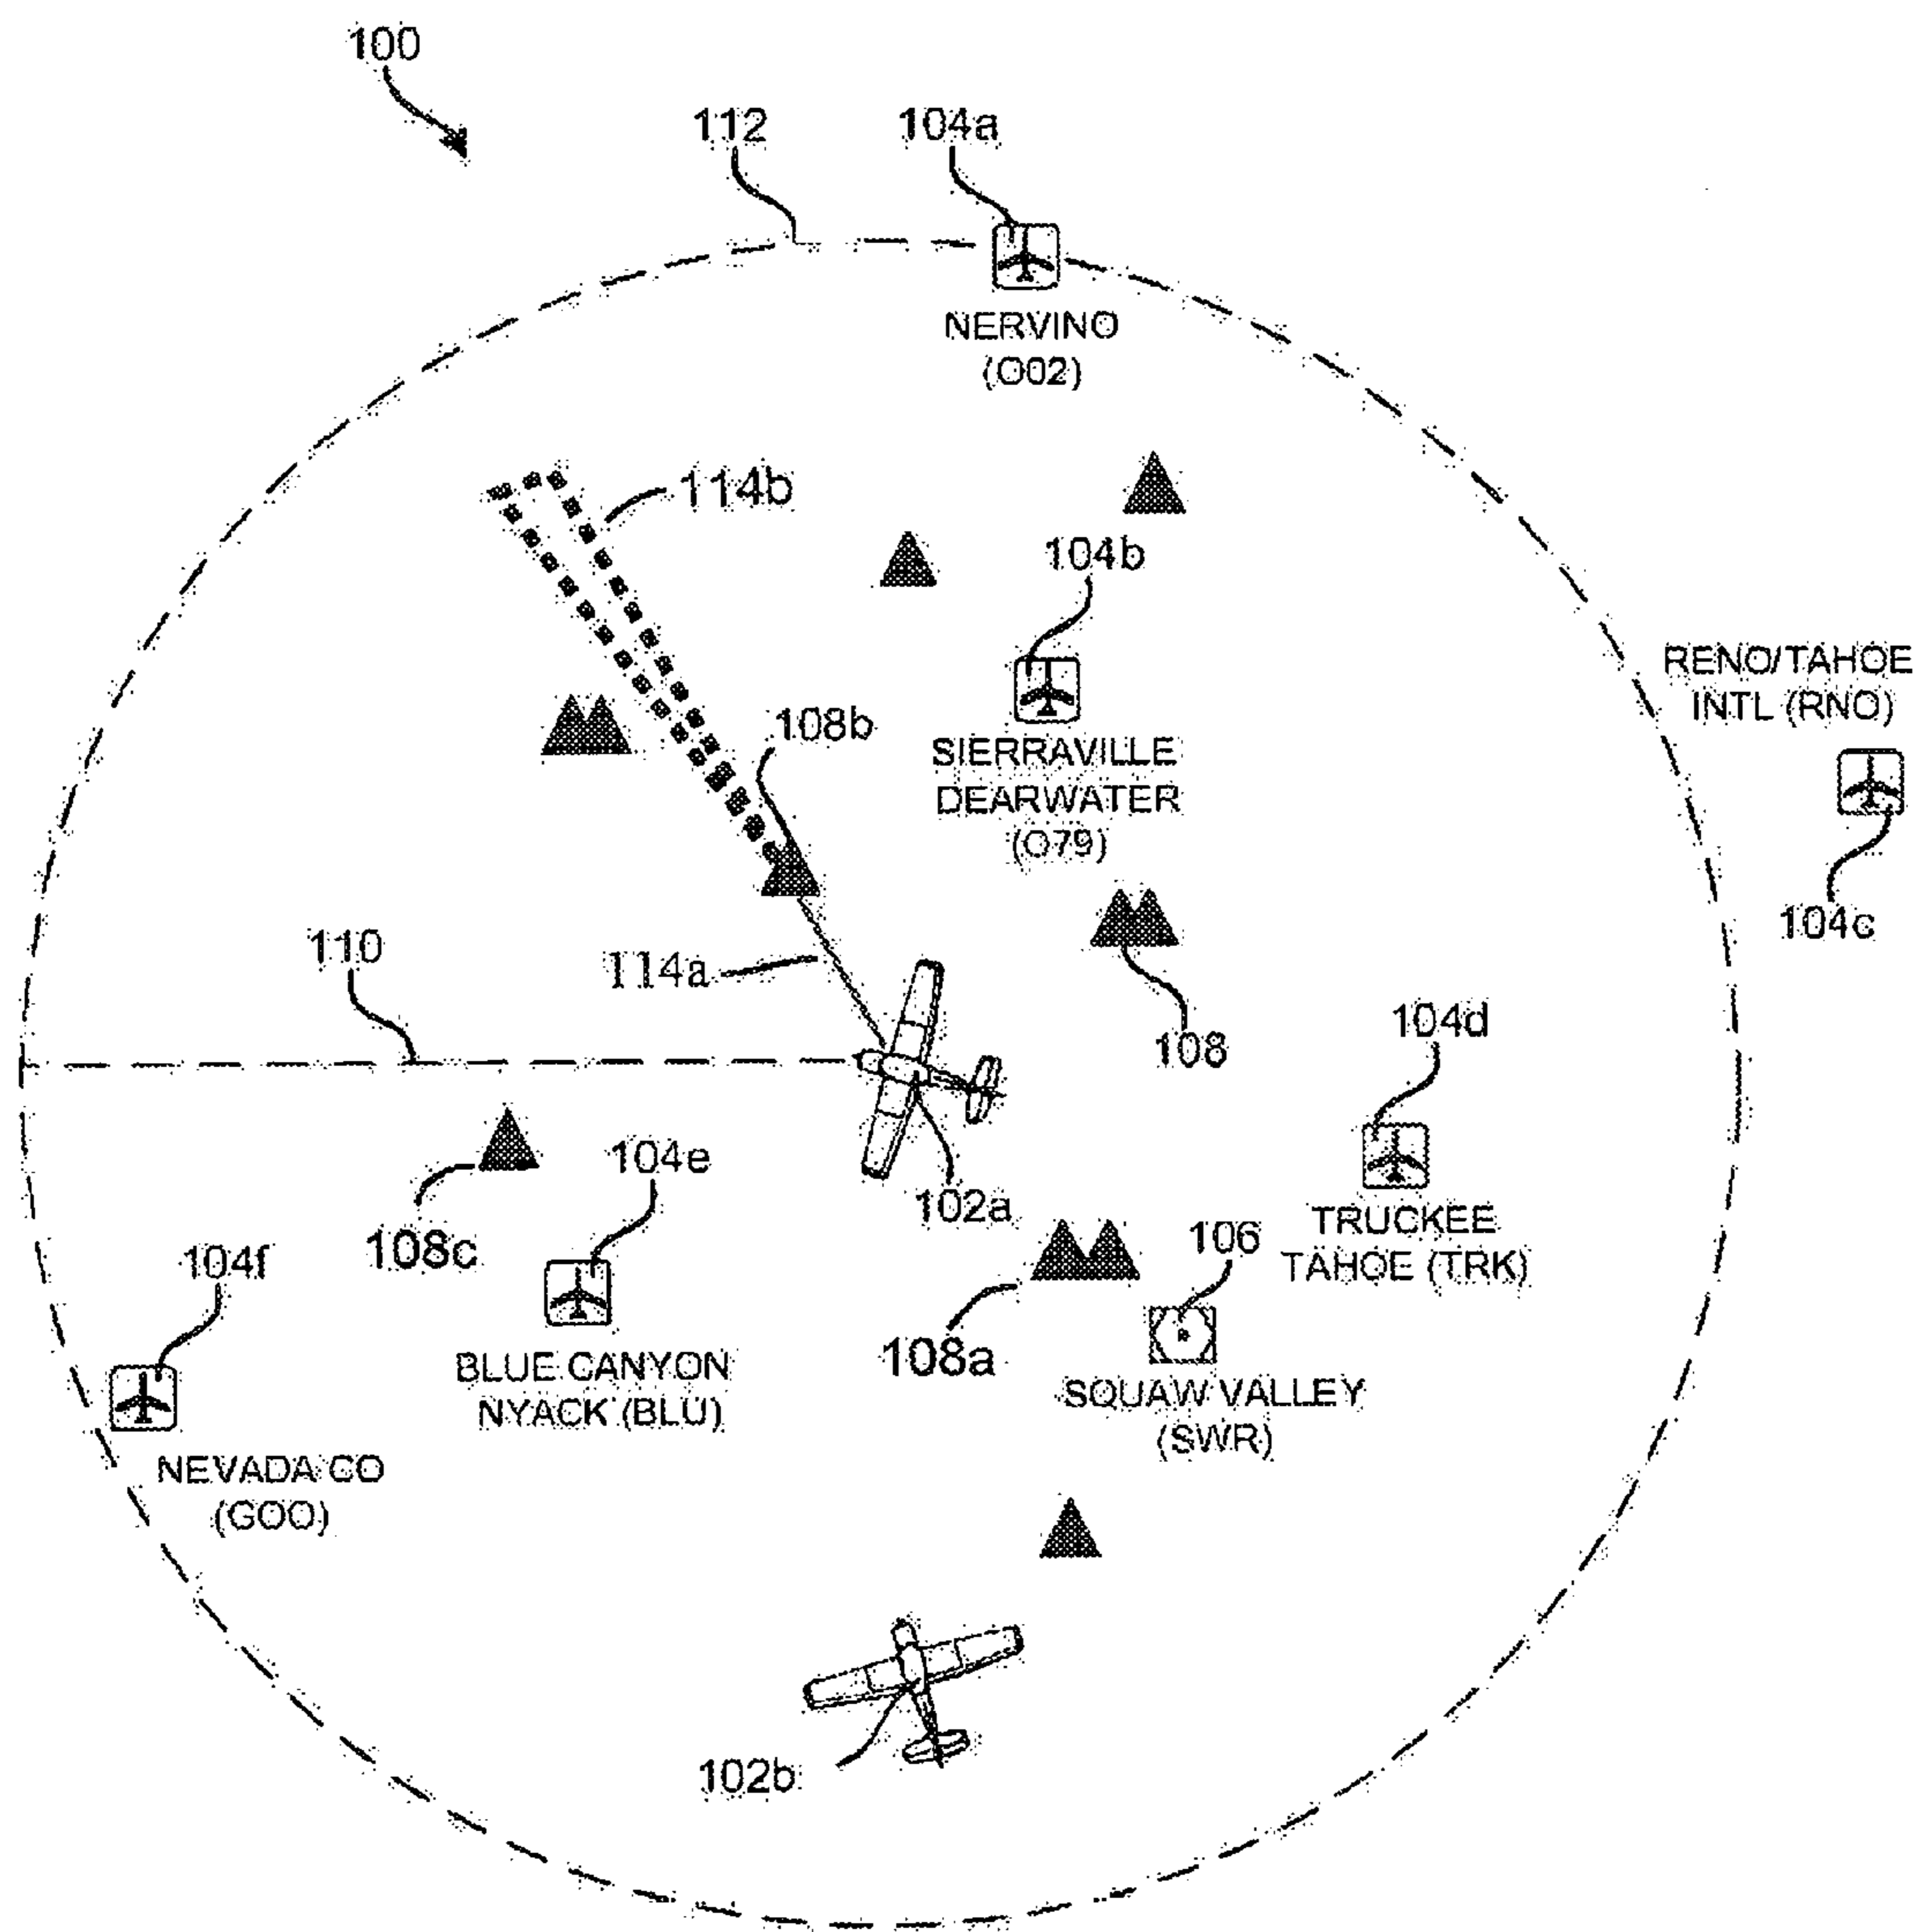 100
112
104a
NERVINO
(O02)
114b
104b
108b
SIERRAVILLE
DEARWATER
(O79)
RENO/TAHOE
INTL (RNO)
104c
110
114a
108
104d
102a
TRUCKEE
TAHOE (TRK)
104e
108c
106
104f
108a
BLUE CANYON
NYACK (BLU)
SQUAW VALLEY
(SWR)
NEVADA CO
(GOO)
102b